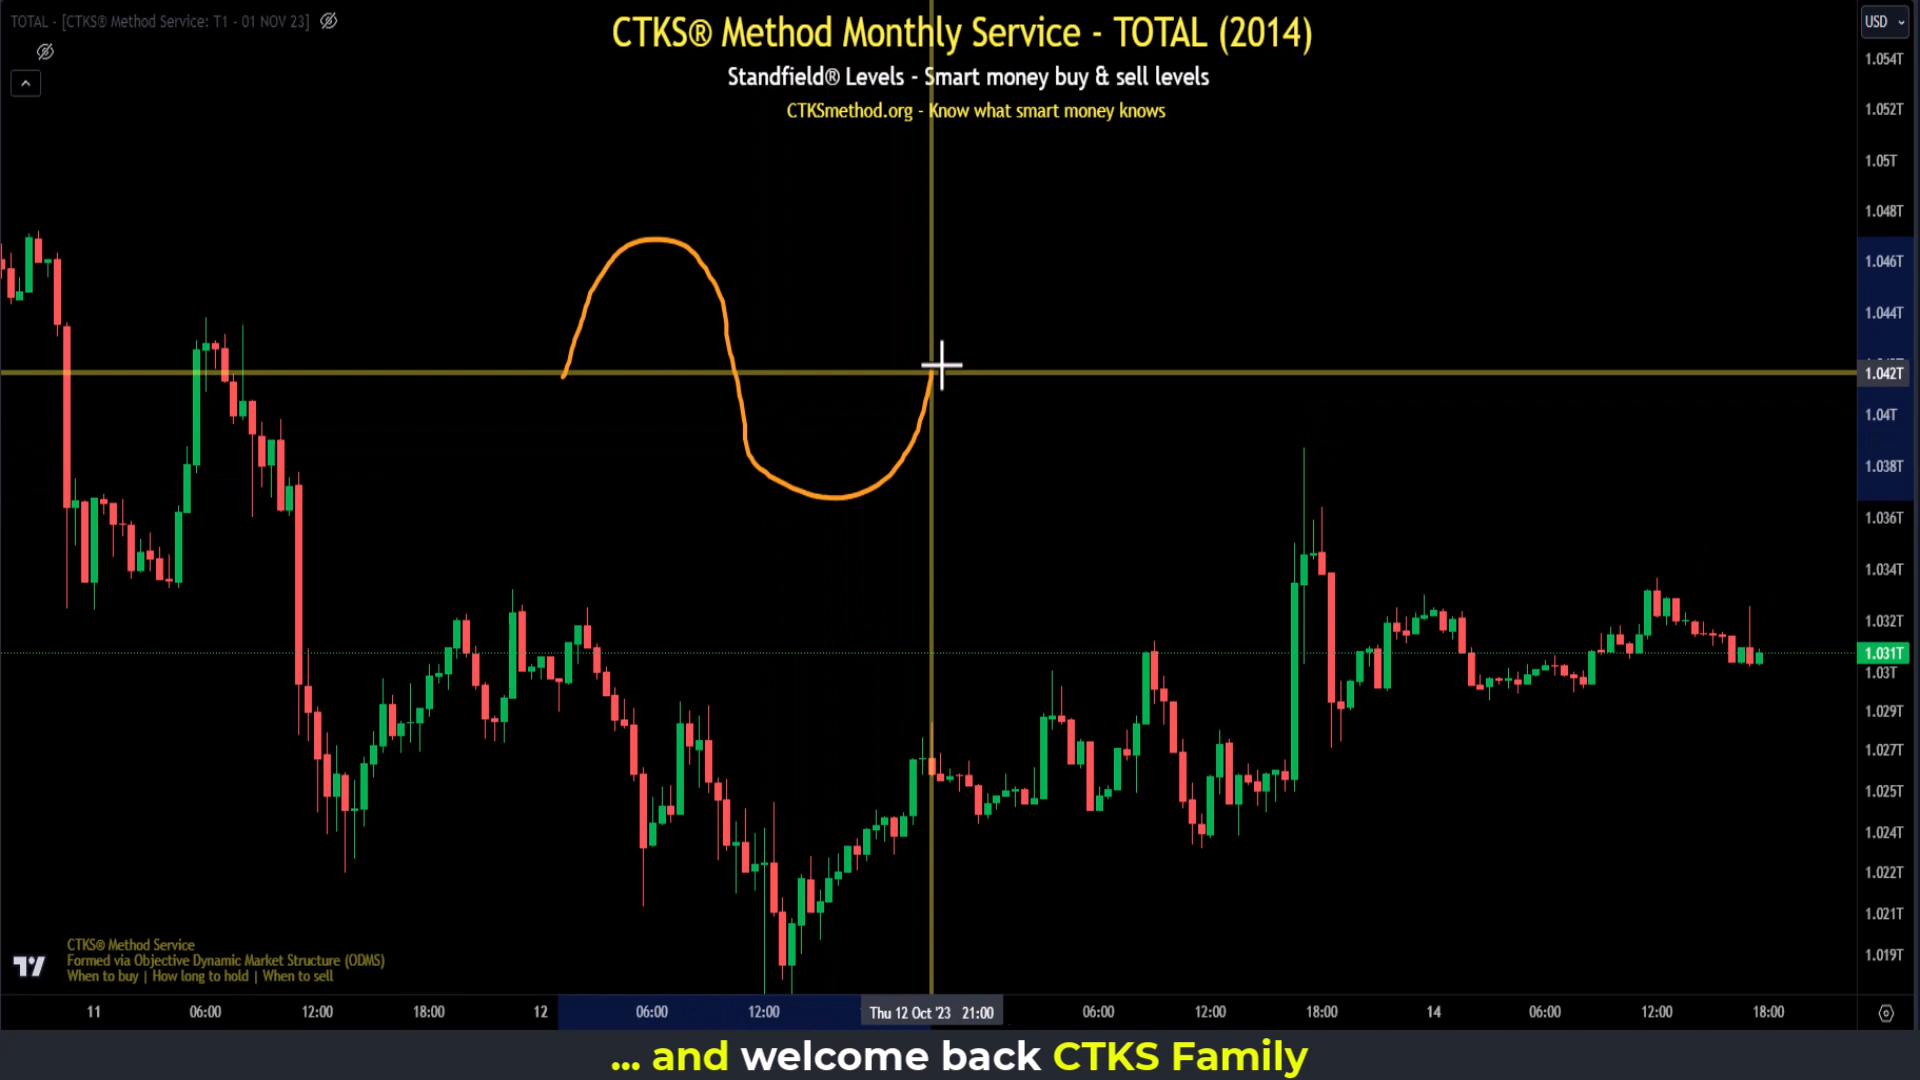 TOTAL - [CTKS® Method Service: T1 - 01 NOV 23]
CTKS® Method Monthly Service - TOTAL (2014)
Standfield® Levels - Smart money buy & sell levels
CTKSmethod.org - Know what smart money knows
USD
1.054T
1.052T
1.05T
1.048T
1.046T
1.044T
1.042T
1.04T
1.038T
1.036T
1.034T
1.032T
1.031T
1.03T
1.029T
1.027T
1.025T
1.024T
1.022T
1.021T
1.019T
CTKS® Method Service
Formed via Objective Dynamic Market Structure (ODMS)
When to buy | How long to hold | When to sell
11 06:00 12:00 18:00 12 06:00 12:00 Thu 12 Oct '23 21:00 06:00 12:00 18:00 14 06:00 12:00 18:00
... and welcome back CTKS Family